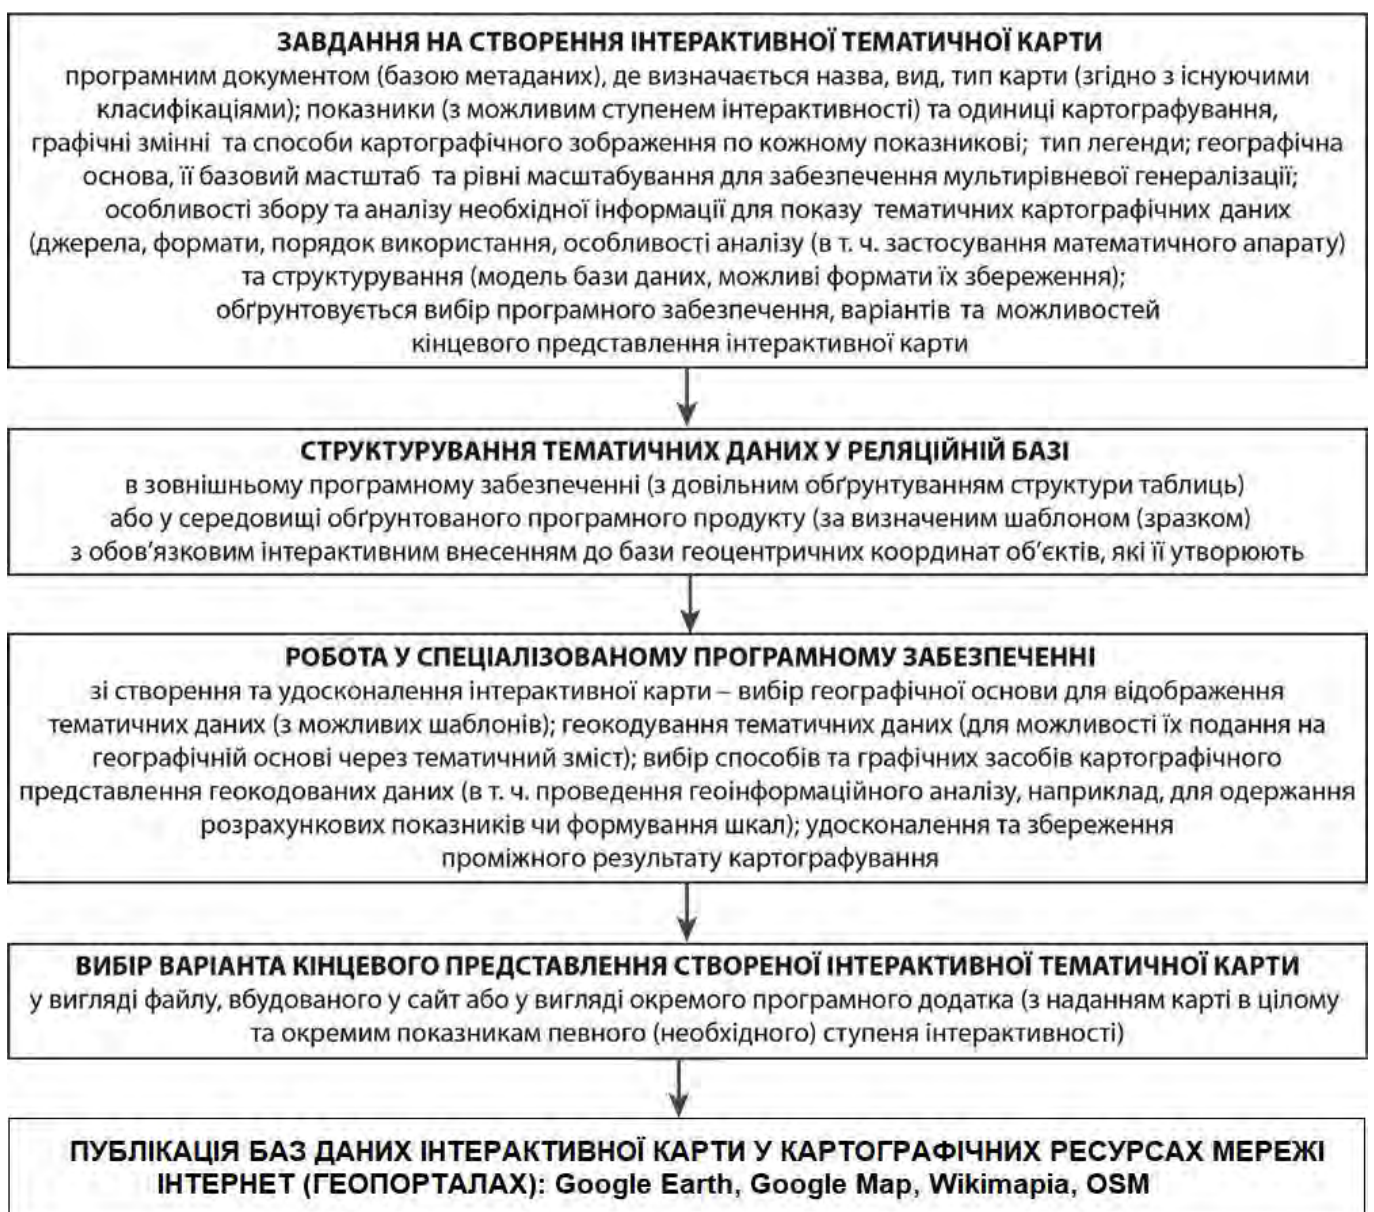 ЗАВДАННЯ НА СТВОРЕННЯ ІНТЕРАКТИВНОЇ ТЕМАТИЧНОЇ КАРТИ
програмним документом (базою метаданих), де визначається назва, вид, тип карти (згідно з існуючими
класифікаціями); показники (з можливим ступенем інтерактивності) та одиниці картографування,
графічні змінні та способи картографічного зображення по кожному показникові; тип легенди; географічна
основа, її базовий мастштаб та рівні масштабування для забезпечення мультирівневої генералізації;
особливості збору та аналізу необхідної інформації для показу тематичних картографічних даних
(джерела, формати, порядок використання, особливості аналізу (в т. ч. застосування математичного апарату)
та структурування (модель бази даних, можливі формати їх збереження);
обґрунтовується вибір програмного забезпечення, варіантів та можливостей
кінцевого представлення інтерактивної карти
СТРУКТУРУВАННЯ ТЕМАТИЧНИХ ДАНИХ У РЕЛЯЦІЙНІЙ БАЗІ
в зовнішньому програмному забезпеченні (з довільним обґрунтуванням структури таблиць)
або у середовищі обґрунтованого програмного продукту (за визначеним шаблоном (зразком)
з обов’язковим інтерактивним внесенням до бази геоцентричних координат об’єктів, які її утворюють
РОБОТА У СПЕЦІАЛІЗОВАНОМУ ПРОГРАМНОМУ ЗАБЕЗПЕЧЕННІ
зі створення та удосконалення інтерактивної карти – вибір географічної основи для відображення
тематичних даних (з можливих шаблонів); геокодування тематичних даних (для можливості їх подання на
географічній основі через тематичний зміст); вибір способів та графічних засобів картографічного
представлення геокодованих даних (в т. ч. проведення геоінформаційного аналізу, наприклад, для одержання
розрахункових показників чи формування шкал); удосконалення та збереження
проміжного результату картографування
ВИБІР ВАРІАНТА КІНЦЕВОГО ПРЕДСТАВЛЕННЯ СТВОРЕНОЇ ІНТЕРАКТИВНОЇ ТЕМАТИЧНОЇ КАРТИ
у вигляді файлу, вбудованого у сайт або у вигляді окремого програмного додатка (з наданням карті в цілому
та окремим показникам певного (необхідного) ступеня інтерактивності)
ПУБЛІКАЦІЯ БАЗ ДАНИХ ІНТЕРАКТИВНОЇ КАРТИ У КАРТОГРАФІЧНИХ РЕСУРСАХ МЕРЕЖІ
ІНТЕРНЕТ (ГЕОПОРТАЛАХ): Google Earth, Google Map, Wikimapia, OSM